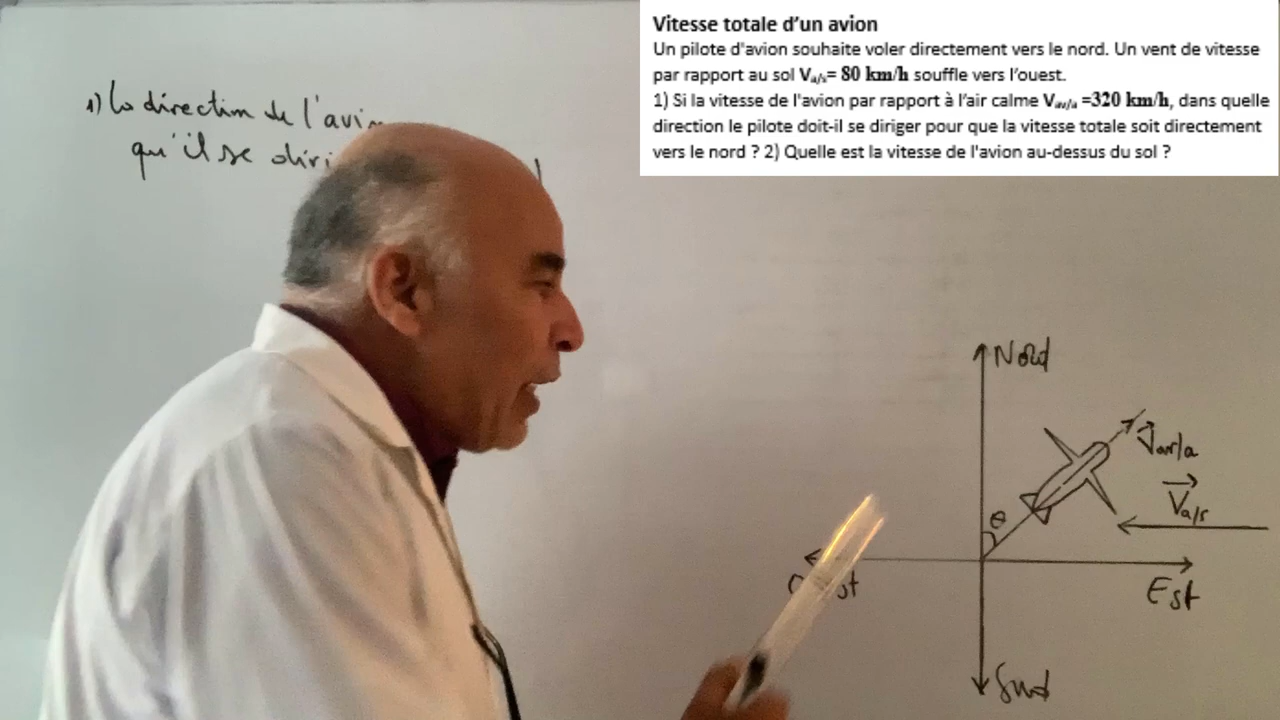 Vitesse totale d'un avion
Un pilote d'avion souhaite voler directement vers le nord. Un vent de vitesse
par rapport au sol Va/s= 80 km/h souffle vers l'ouest.
1) Si la vitesse de l'avion par rapport à l'air calme Vav/a =320 km/h, dans quelle
direction le pilote doit-il se diriger pour que la vitesse totale soit directement
vers le nord ? 2) Quelle est la vitesse de l'avion au-dessus du sol ?
1) La direction de l'avi
qu'il se diri
Nord
Vav/a
Va/s
θ
Est
Sud